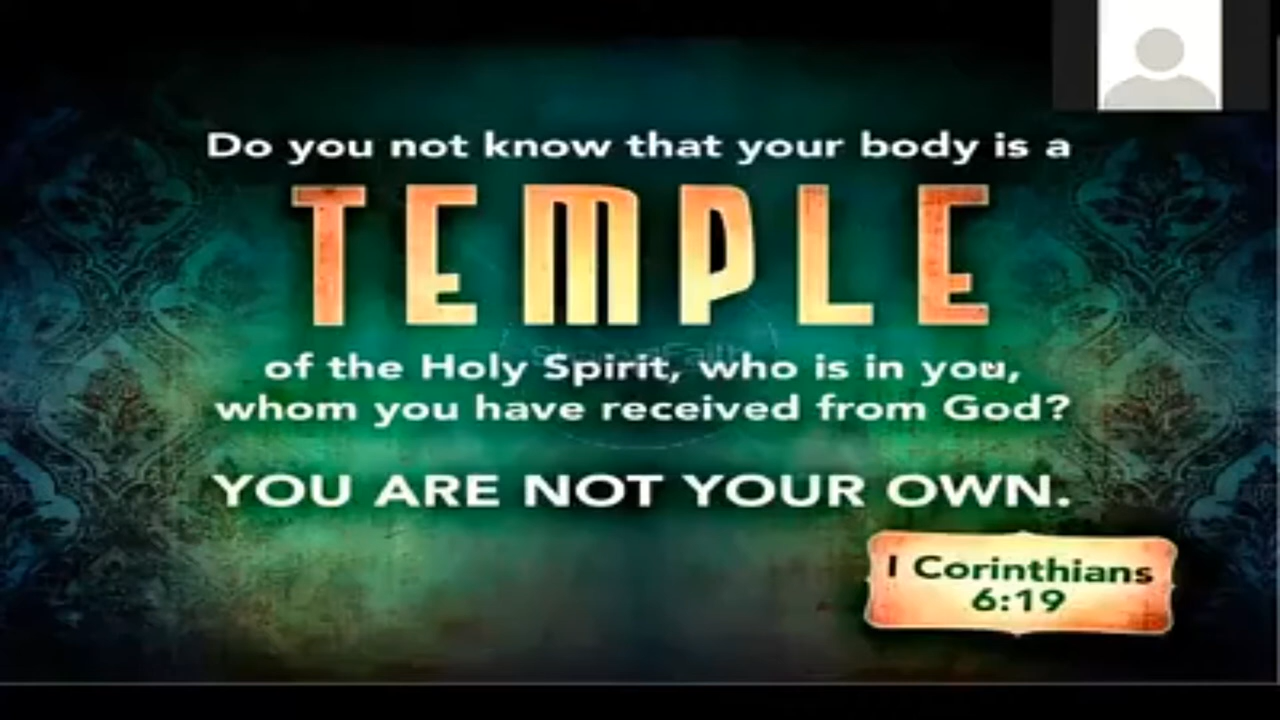 Do you not know that your body is a
TEMPLE
of the Holy Spirit, who is in you,
whom you have received from God?
YOU ARE NOT YOUR OWN.
I Corinthians
6:19